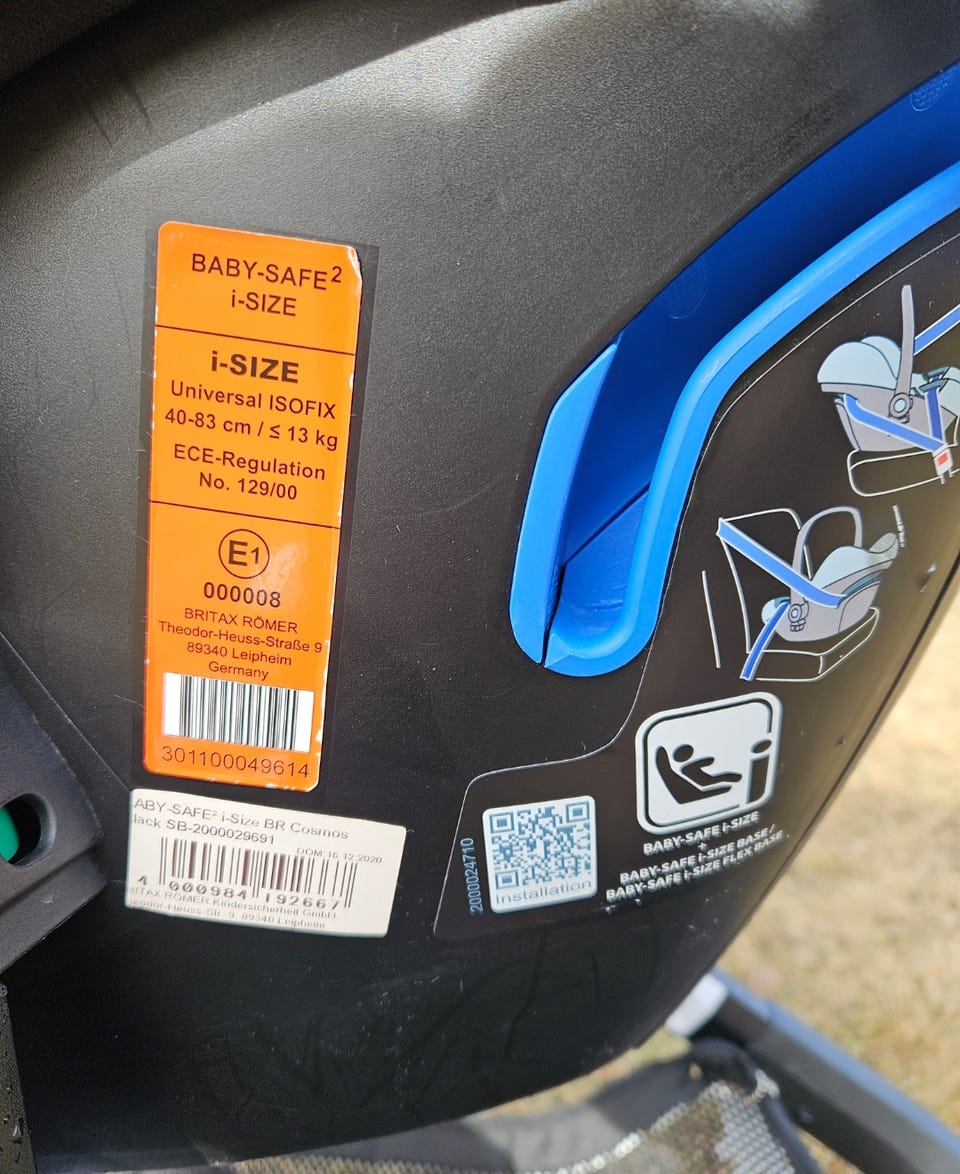 BABY-SAFE²
i-SIZE
i-SIZE
Universal ISOFIX
40-83 cm / ≤ 13 kg
ECE-Regulation
No. 129/00
E1
000008
BRITAX RÖMER
Theodor-Heuss-Straße 9
89340 Leipheim
Germany
301100049614
ABY-SAFE² i-Size BR Cosmos
lack SB-2000029691
DOM:16.12.2020
4 000984 192667
RITAX RÖMER Kindersicherheit GmbH.
eodor-Heuss-Str. 9, 89340 Leipheim
2000024710
installation
BABY-SAFE i-SIZE
+
BABY-SAFE i-SIZE BASE /
BABY-SAFE i-SIZE FLEX BASE